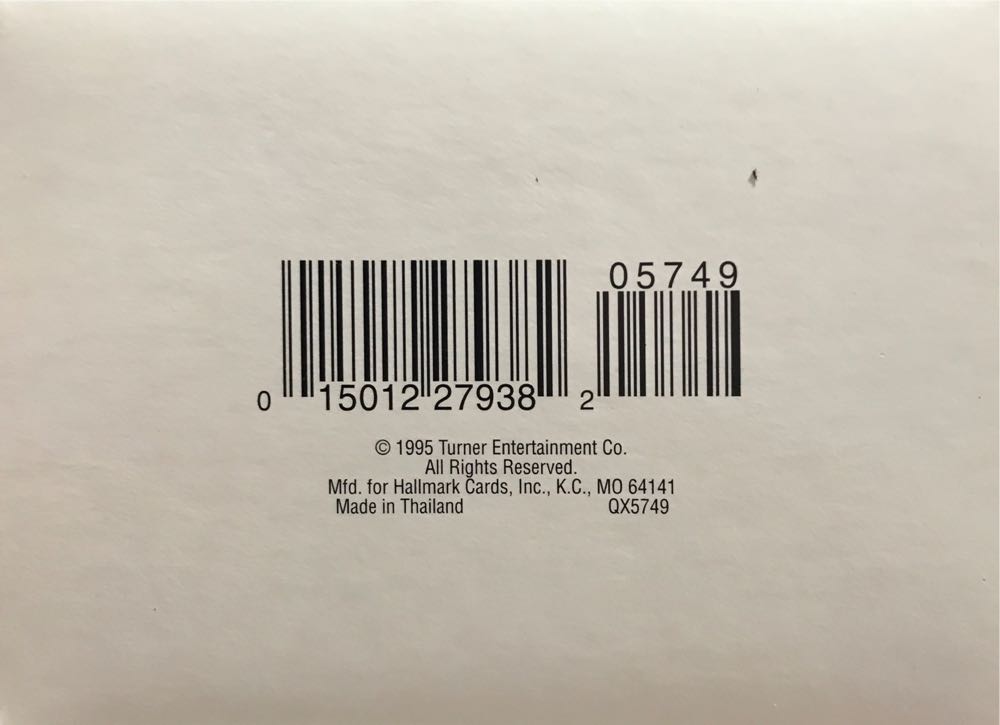 05749
0 15012 27938 2
© 1995 Turner Entertainment Co.
All Rights Reserved.
Mfd. for Hallmark Cards, Inc., K.C., MO 64141
Made in Thailand QX5749